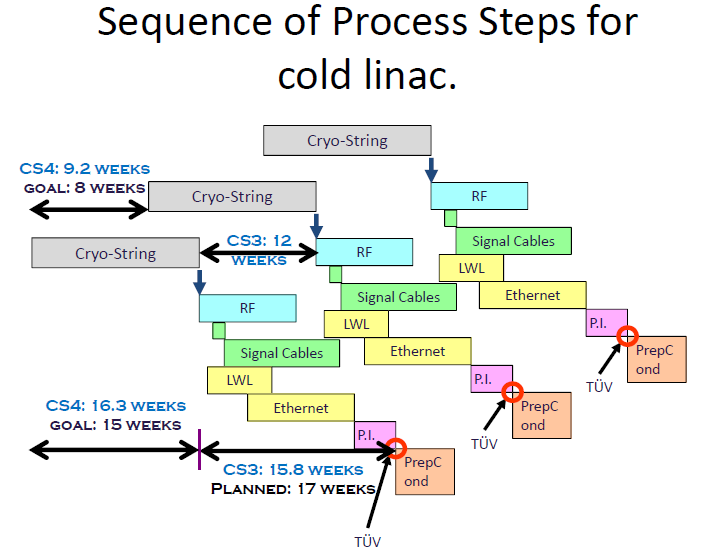 Sequence of Process Steps for
cold linac.
Cryo-String
CS4: 9.2 weeks
goal: 8 weeks
Cryo-String
RF
Signal Cables
CS3: 12
weeks
Cryo-String
RF
LWL
Ethernet
Signal Cables
RF
LWL
P.I.
Ethernet
PrepC
ond
Signal Cables
TÜV
LWL
P.I.
Ethernet
PrepC
ond
CS4: 16.3 weeks
goal: 15 weeks
TÜV
P.I.
CS3: 15.8 weeks
Planned: 17 weeks
PrepC
ond
TÜV